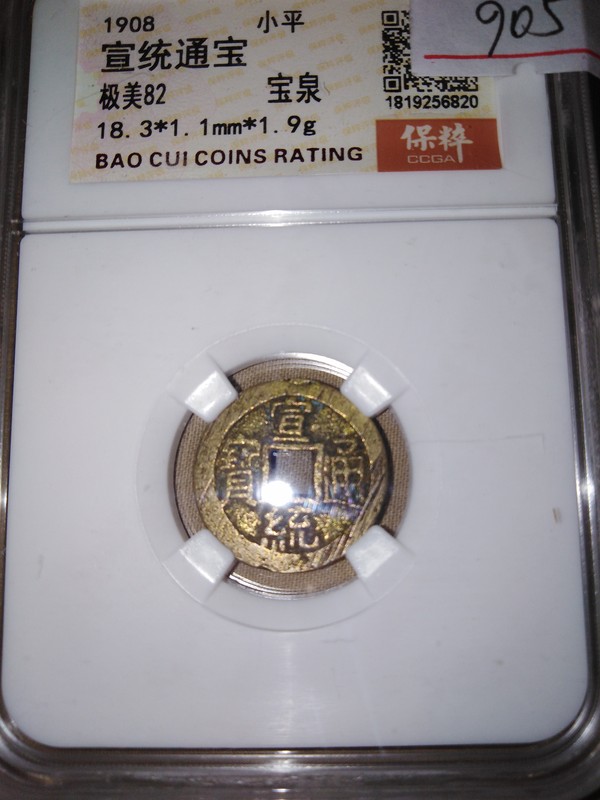 905
1908 小平
宣统通宝
极美82 宝泉
1819256820
18.3*1.1mm*1.9g
保粹
CCGA
BAO CUI COINS RATING
宣
寶 通
統